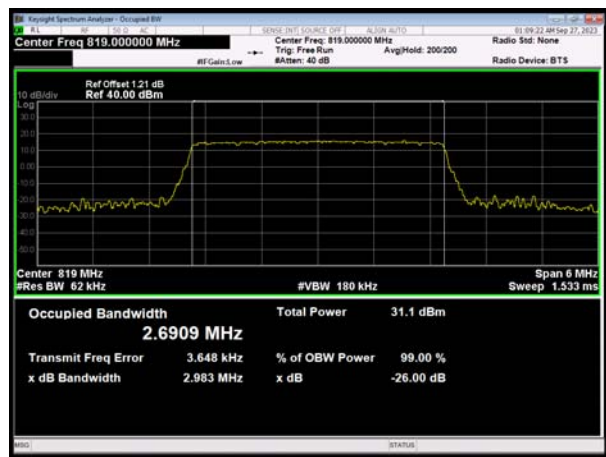 Keysight Spectrum Analyzer - Occupied BW
RL RF 50 Ω AC SENSE:INT SOURCE OFF ALIGN AUTO 01:09:22 AM Sep 27, 2023
Center Freq 819.000000 MHz Center Freq: 819.000000 MHz Radio Std: None
Trig: Free Run Avg|Hold: 200/200
#IFGain:Low #Atten: 40 dB Radio Device: BTS
Ref Offset 1.21 dB
10 dB/div Ref 40.00 dBm
Log
30.0
20.0
10.0
0.00
-10.0
-20.0
-30.0
-40.0
-50.0
Center 819 MHz Span 6 MHz
#Res BW 62 kHz #VBW 180 kHz Sweep 1.533 ms
Occupied Bandwidth Total Power 31.1 dBm
2.6909 MHz
Transmit Freq Error 3.648 kHz % of OBW Power 99.00 %
x dB Bandwidth 2.983 MHz x dB -26.00 dB
MSG STATUS